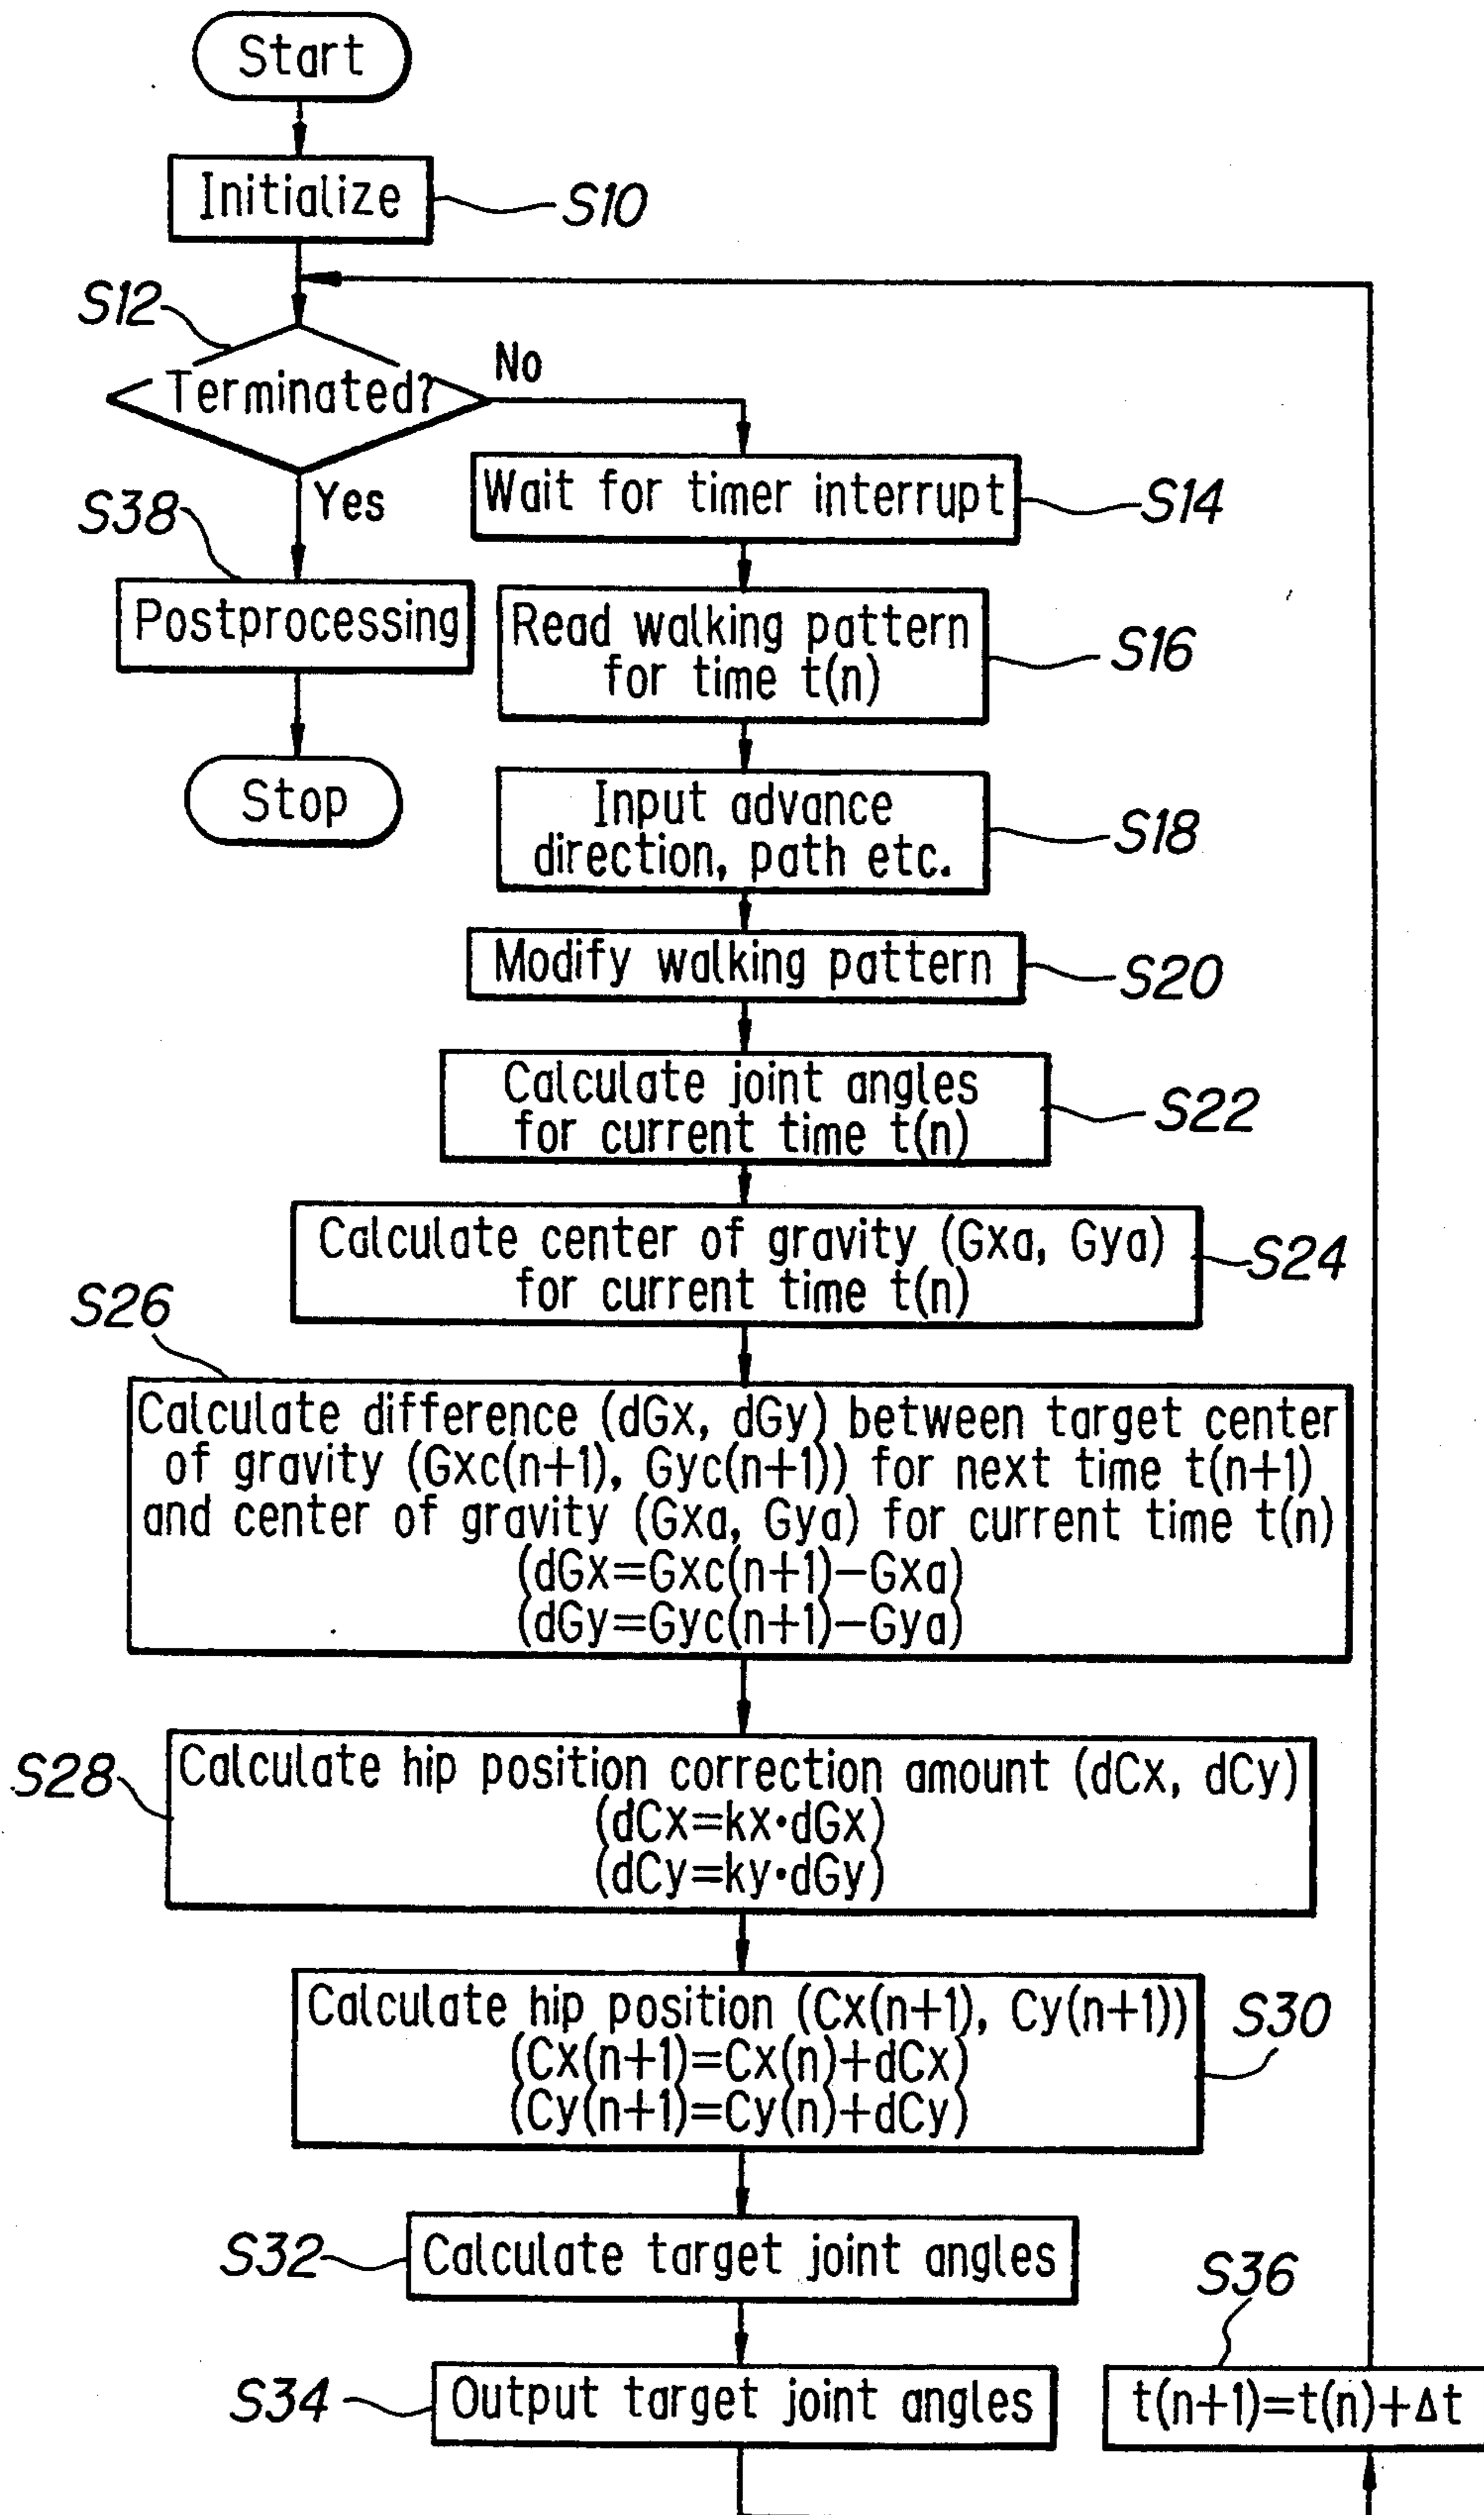 Start
Initialize
S10
S12
Terminated?
No
Yes
S38
Postprocessing
Stop
Wait for timer interrupt
S14
Read walking pattern
for time t(n)
S16
Input advance
direction, path etc.
S18
Modify walking pattern
S20
Calculate joint angles
for current time t(n)
S22
Calculate center of gravity (Gxa, Gya)
for current time t(n)
S24
S26
Calculate difference (dGx, dGy) between target center
of gravity (Gxc(n+1), Gyc(n+1)) for next time t(n+1)
and center of gravity (Gxa, Gya) for current time t(n)
(dGx=Gxc(n+1)−Gxa)
(dGy=Gyc(n+1)−Gya)
S28
Calculate hip position correction amount (dCx, dCy)
(dCx=kx·dGx)
(dCy=ky·dGy)
Calculate hip position (Cx(n+1), Cy(n+1))
(Cx(n+1)=Cx(n)+dCx)
(Cy(n+1)=Cy(n)+dCy)
S30
S32
Calculate target joint angles
S34
Output target joint angles
S36
t(n+1)=t(n)+Δt